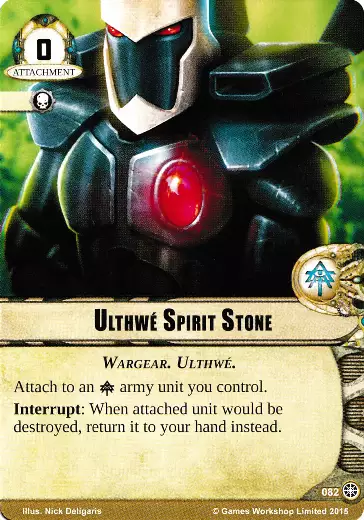 0
ATTACHMENT
ULTHWÉ SPIRIT STONE
WARGEAR. ULTHWÉ.
Attach to an army unit you control.
Interrupt: When attached unit would be
destroyed, return it to your hand instead.
082
Illus. Nick Deligaris
© Games Workshop Limited 2015